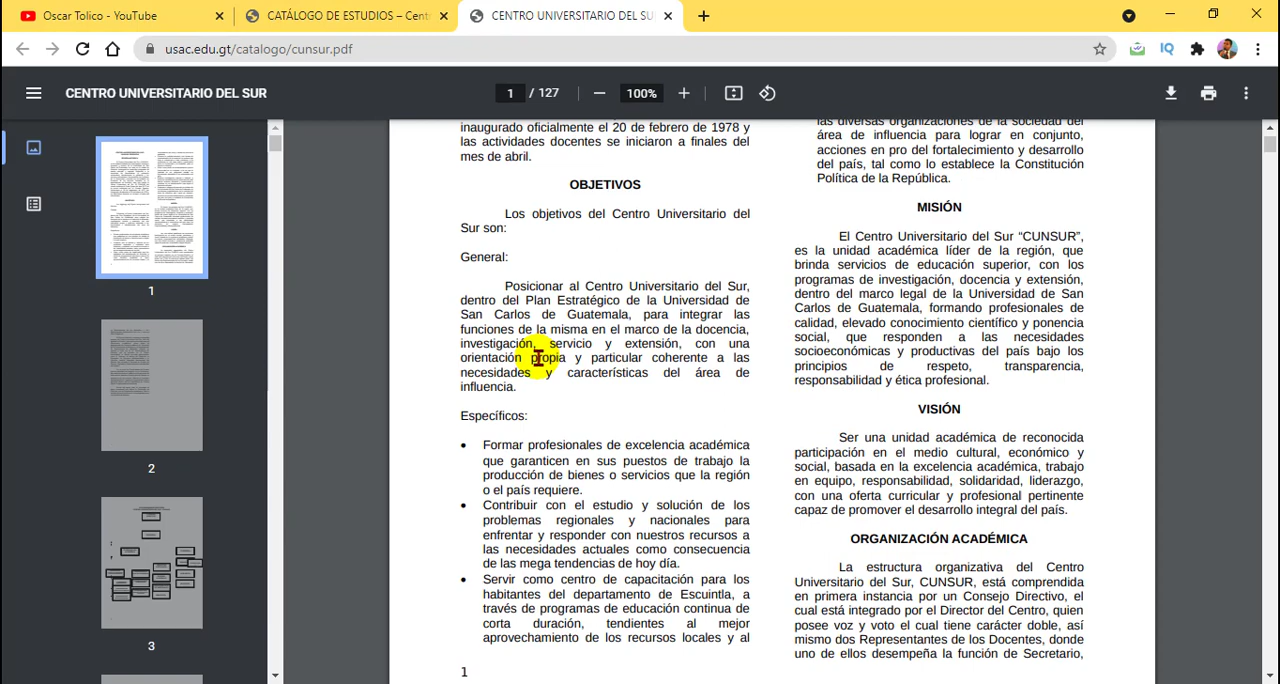 Oscar Tolico - YouTube
CATÁLOGO DE ESTUDIOS – Cent
CENTRO UNIVERSITARIO DEL SU
usac.edu.gt/catalogo/cunsur.pdf
IQ
CENTRO UNIVERSITARIO DEL SUR
1 / 127
100%
1
2
3
inaugurado oficialmente el 20 de febrero de 1978 y
las actividades docentes se iniciaron a finales del
mes de abril.
OBJETIVOS
Los objetivos del Centro Universitario del
Sur son:
General:
Posicionar al Centro Universitario del Sur,
dentro del Plan Estratégico de la Universidad de
San Carlos de Guatemala, para integrar las
funciones de la misma en el marco de la docencia,
investigación, servicio y extensión, con una
orientación propia y particular coherente a las
necesidades y características del área de
influencia.
Específicos:
• Formar profesionales de excelencia académica
que garanticen en sus puestos de trabajo la
producción de bienes o servicios que la región
o el país requiere.
• Contribuir con el estudio y solución de los
problemas regionales y nacionales para
enfrentar y responder con nuestros recursos a
las necesidades actuales como consecuencia
de las mega tendencias de hoy día.
• Servir como centro de capacitación para los
habitantes del departamento de Escuintla, a
través de programas de educación continua de
corta duración, tendientes al mejor
aprovechamiento de los recursos locales y al
1
las diversas organizaciones de la sociedad del
área de influencia para lograr en conjunto,
acciones en pro del fortalecimiento y desarrollo
del país, tal como lo establece la Constitución
Política de la República.
MISIÓN
El Centro Universitario del Sur “CUNSUR”,
es la unidad académica líder de la región, que
brinda servicios de educación superior, con los
programas de investigación, docencia y extensión,
dentro del marco legal de la Universidad de San
Carlos de Guatemala, formando profesionales de
calidad, elevado conocimiento científico y ponencia
social, que responden a las necesidades
socioeconómicas y productivas del país bajo los
principios de respeto, transparencia,
responsabilidad y ética profesional.
VISIÓN
Ser una unidad académica de reconocida
participación en el medio cultural, económico y
social, basada en la excelencia académica, trabajo
en equipo, responsabilidad, solidaridad, liderazgo,
con una oferta curricular y profesional pertinente
capaz de promover el desarrollo integral del país.
ORGANIZACIÓN ACADÉMICA
La estructura organizativa del Centro
Universitario del Sur, CUNSUR, está comprendida
en primera instancia por un Consejo Directivo, el
cual está integrado por el Director del Centro, quien
posee voz y voto el cual tiene carácter doble, así
mismo dos Representantes de los Docentes, donde
uno de ellos desempeña la función de Secretario,